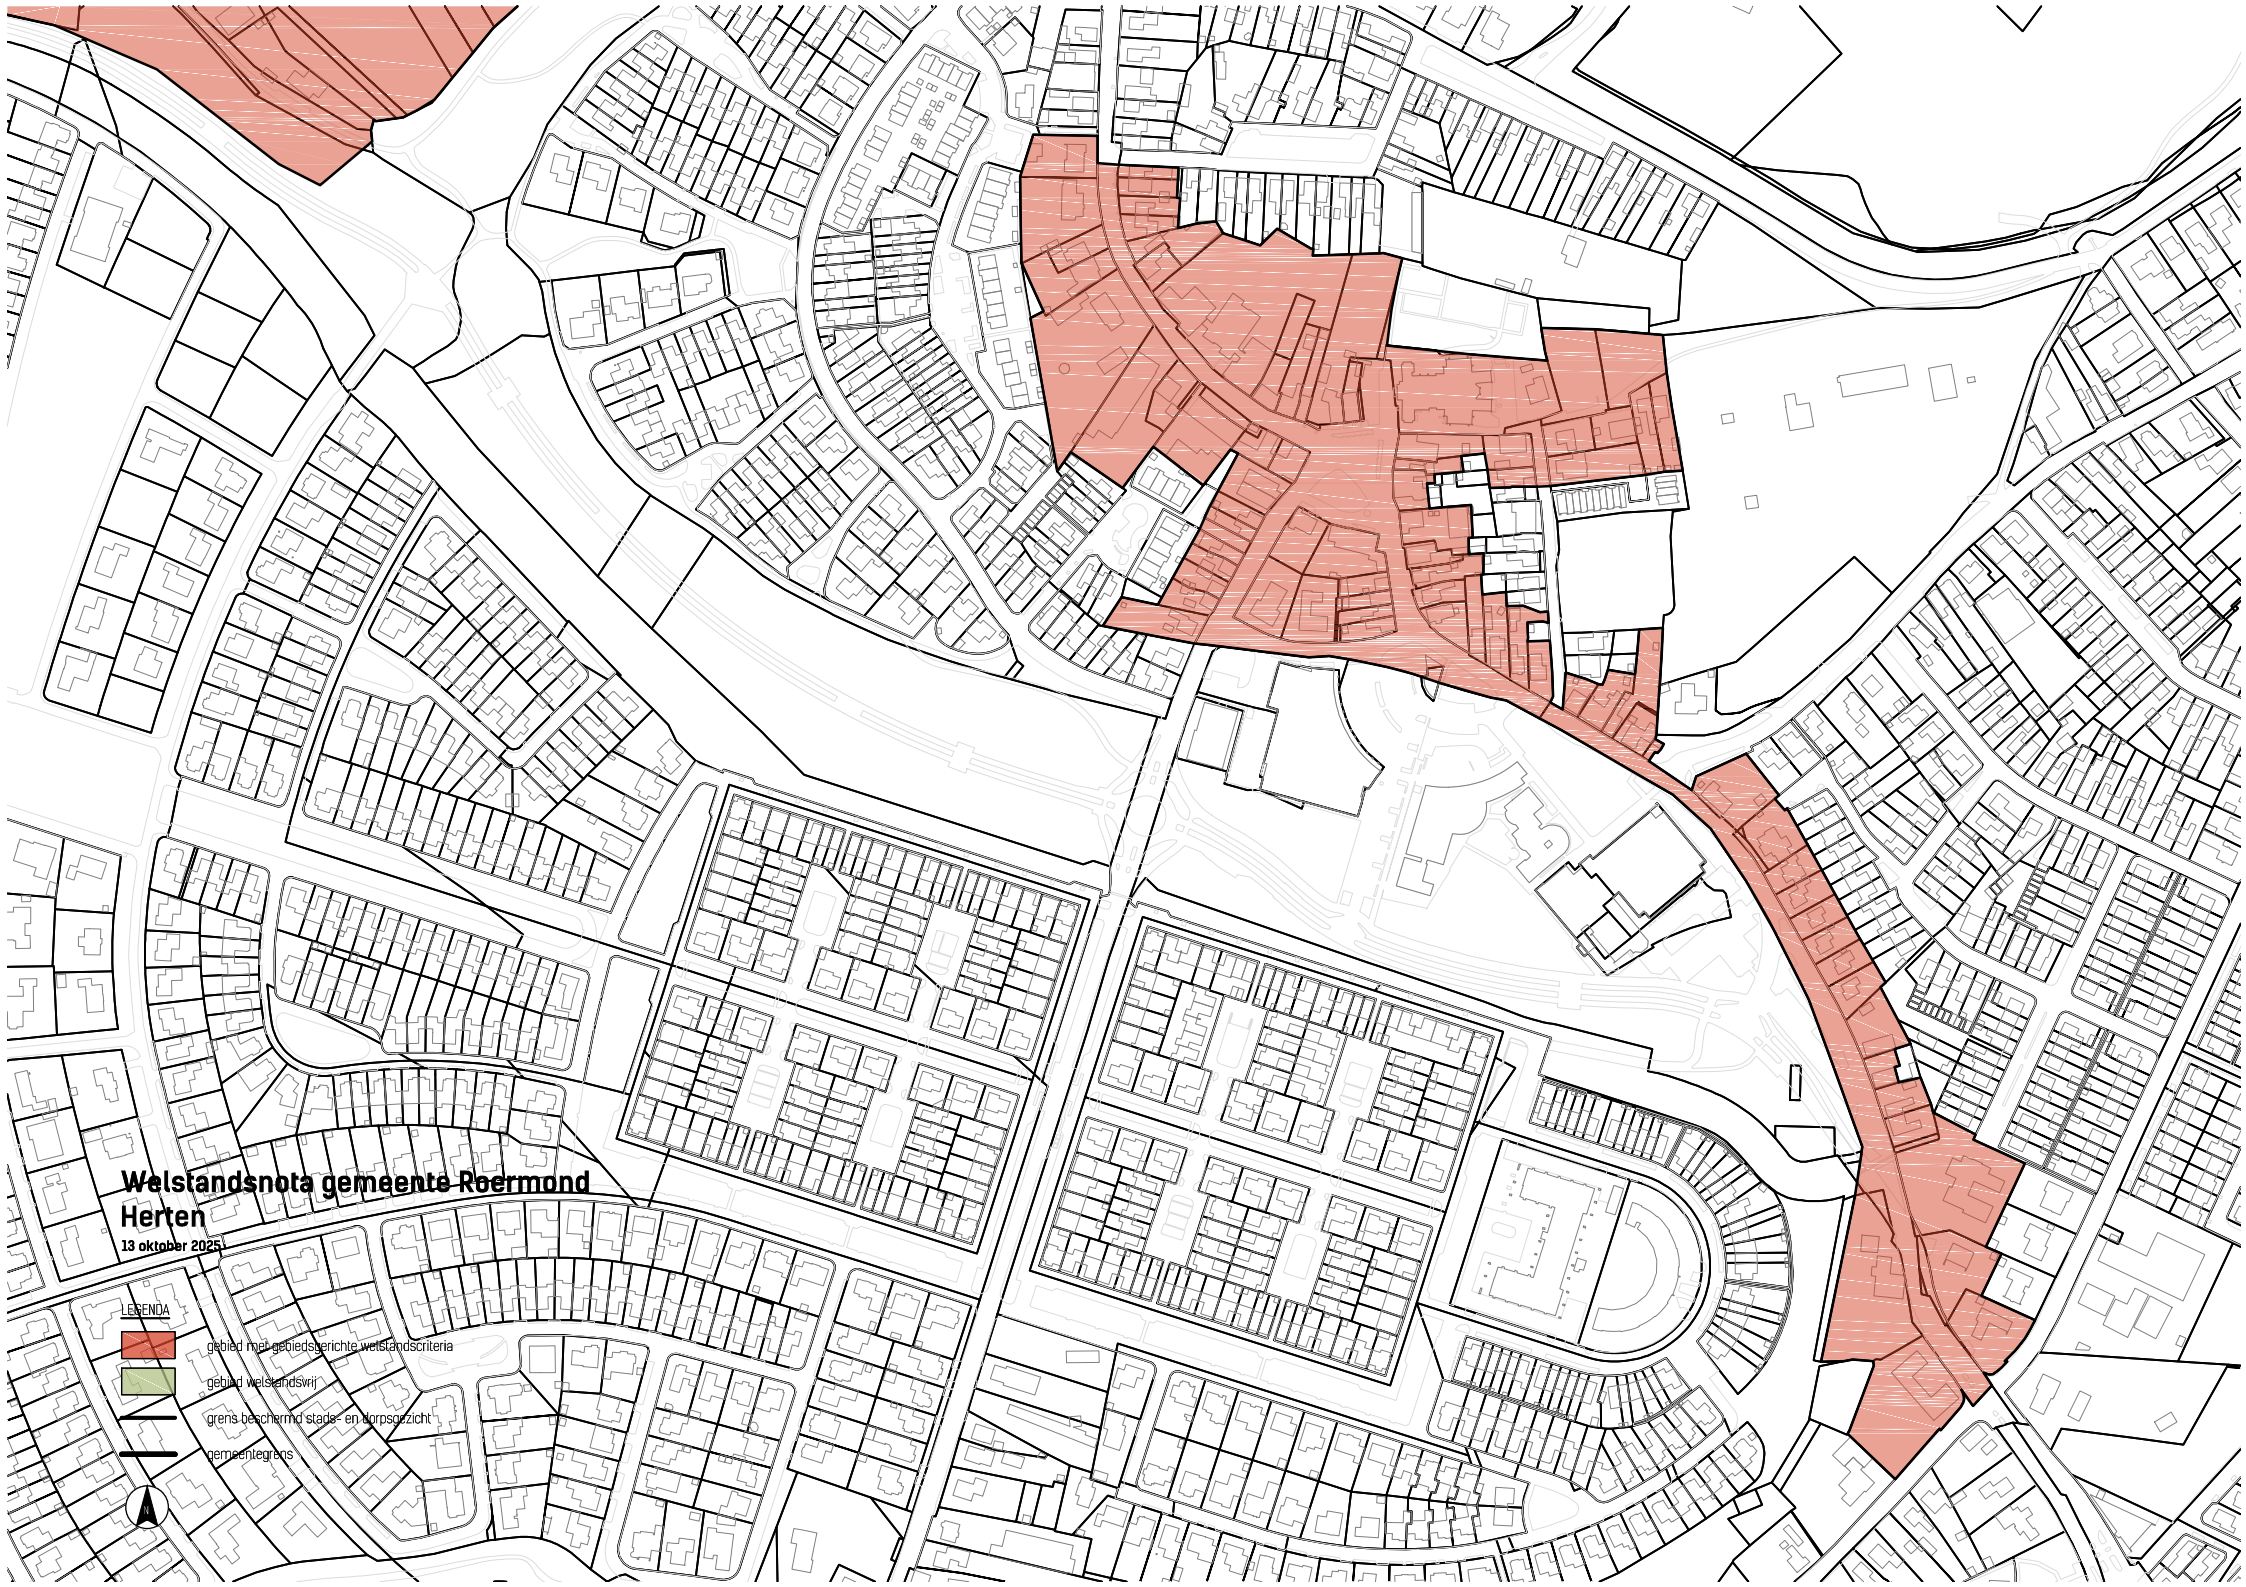 Welstandsnota gemeente Roermond
Herten
13 oktober 2025
LEGENDA
gebied met gebiedsgerichte welstandscriteria
gebied welstandsvrij
grens beschermd stads- en dorpsgezicht
gemeentegrens
N